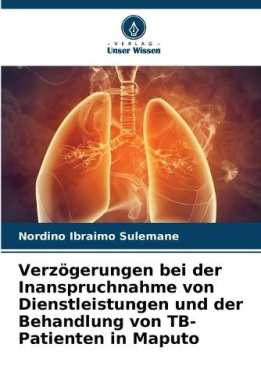 - VERLAG -
Unser Wissen
Nordino Ibraimo Sulemane
Verzögerungen bei der
Inanspruchnahme von
Dienstleistungen und der
Behandlung von TB-
Patienten in Maputo